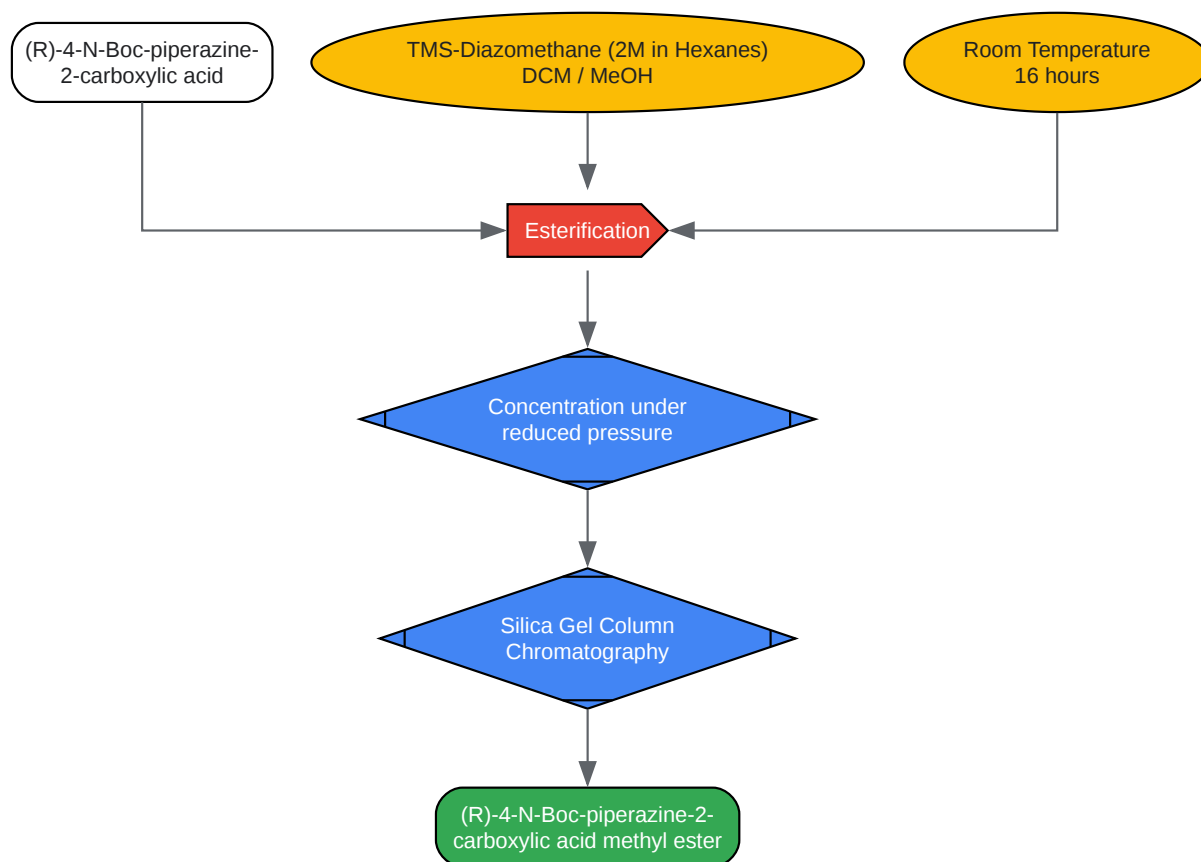 (R)-4-N-Boc-piperazine-
2-carboxylic acid
TMS-Diazomethane (2M in Hexanes)
DCM / MeOH
Room Temperature
16 hours
Esterification
Concentration under
reduced pressure
Silica Gel Column
Chromatography
(R)-4-N-Boc-piperazine-2-
carboxylic acid methyl ester